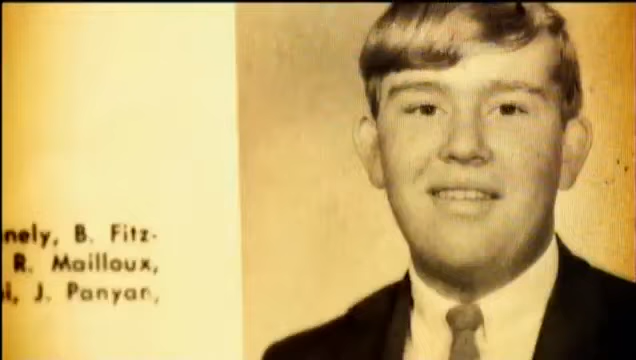 nely, B. Fitz-
R. Mailloux,
i, J. Panyan,